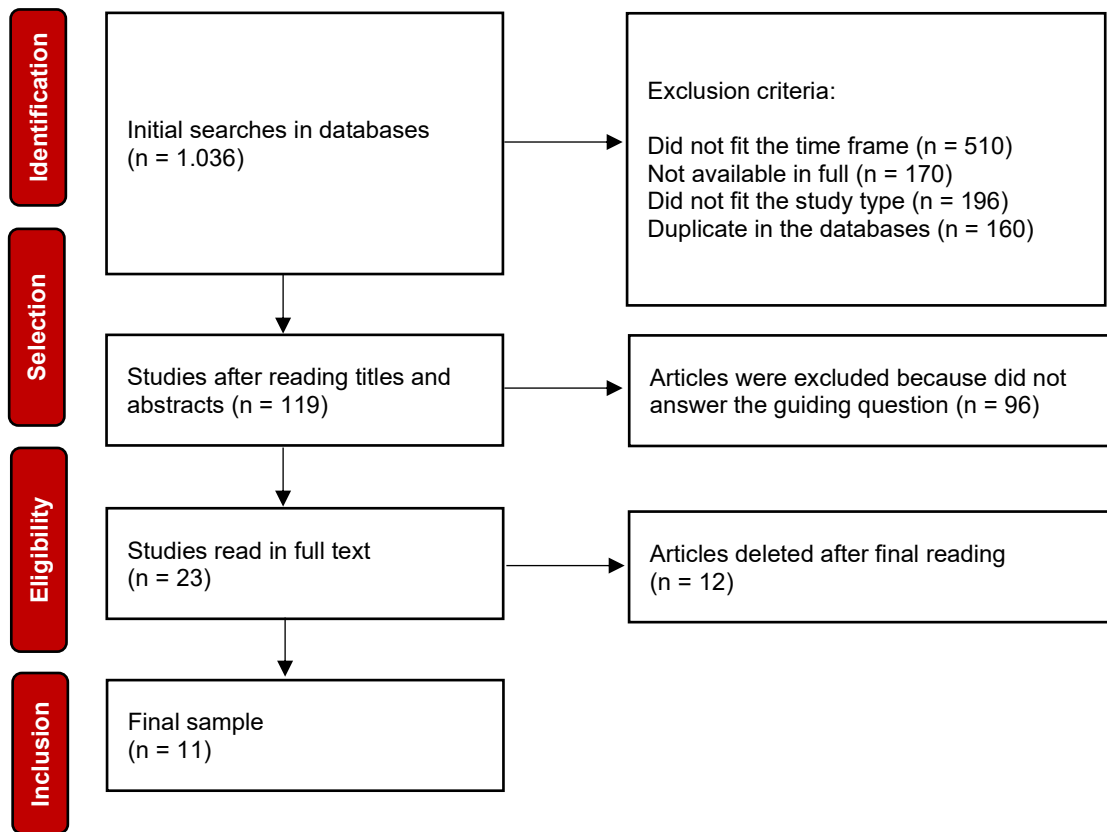 Identification
Initial searches in databases
(n = 1.036)
Exclusion criteria:
Did not fit the time frame (n = 510)
Not available in full (n = 170)
Did not fit the study type (n = 196)
Duplicate in the databases (n = 160)
Selection
Studies after reading titles and
abstracts (n = 119)
Articles were excluded because did not
answer the guiding question (n = 96)
Eligibility
Studies read in full text
(n = 23)
Articles deleted after final reading
(n = 12)
Inclusion
Final sample
(n = 11)